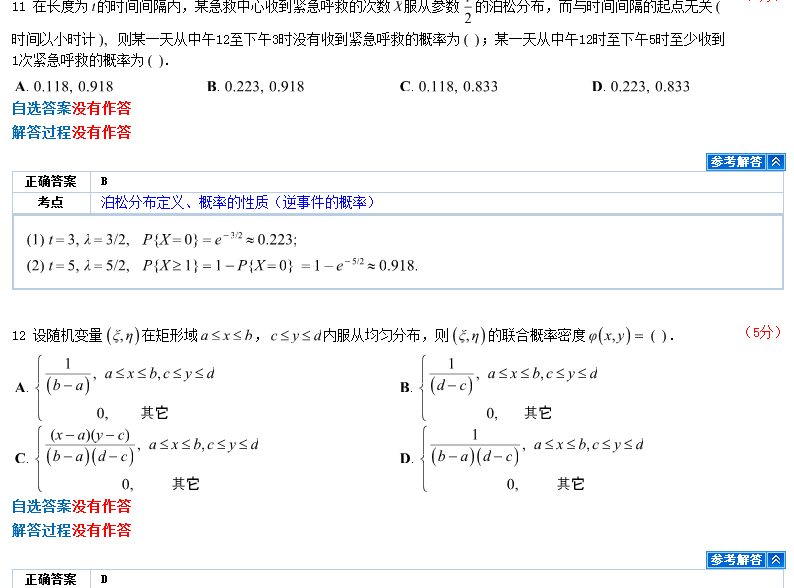 11 在长度为 t 的时间间隔内，某急救中心收到紧急呼救的次数 X 服从参数 t/2 的泊松分布，而与时间间隔的起点无关 (
时间以小时计 ), 则某一天从中午12至下午3时没有收到紧急呼救的概率为 ( )；某一天从中午12时至下午5时至少收到
1次紧急呼救的概率为 ( ).
A. 0.118, 0.918 B. 0.223, 0.918 C. 0.118, 0.833 D. 0.223, 0.833
自选答案没有作答
解答过程没有作答
参考解答
正确答案 B
考点 泊松分布定义、概率的性质（逆事件的概率）
(1) t = 3, λ = 3/2, P{X = 0} = e^{-3/2} ≈ 0.223;
(2) t = 5, λ = 5/2, P{X ≥ 1} = 1 − P{X = 0} = 1 − e^{-5/2} ≈ 0.918.
12 设随机变量 (ξ,η) 在矩形域 a ≤ x ≤ b， c ≤ y ≤ d 内服从均匀分布，则 (ξ,η) 的联合概率密度 φ(x,y) = ( ). （5分）
A. { 1/(b−a), a ≤ x ≤ b, c ≤ y ≤ d
0, 其它
B. { 1/(d−c), a ≤ x ≤ b, c ≤ y ≤ d
0, 其它
C. { (x−a)(y−c)/(b−a)(d−c), a ≤ x ≤ b, c ≤ y ≤ d
0, 其它
D. { 1/(b−a)(d−c), a ≤ x ≤ b, c ≤ y ≤ d
0, 其它
自选答案没有作答
解答过程没有作答
参考解答
正确答案 D